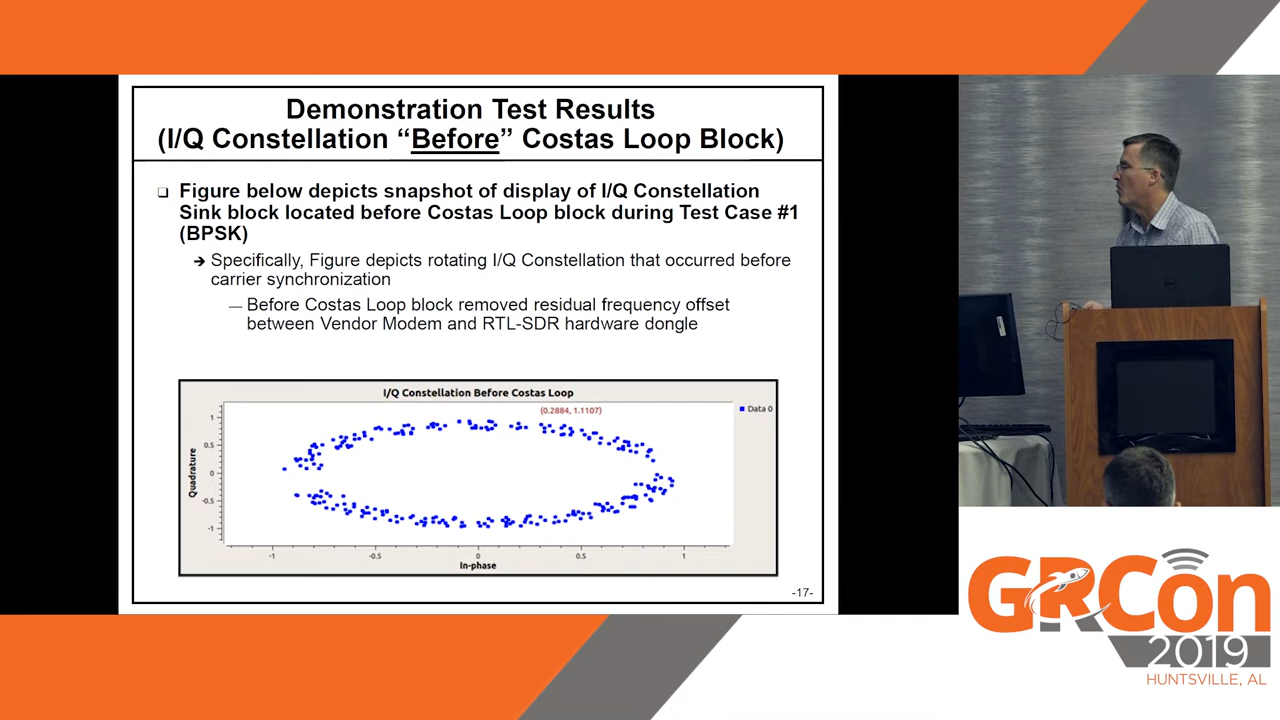 Demonstration Test Results
(I/Q Constellation “Before” Costas Loop Block)
❑ Figure below depicts snapshot of display of I/Q Constellation
Sink block located before Costas Loop block during Test Case #1
(BPSK)
➔ Specifically, Figure depicts rotating I/Q Constellation that occurred before
carrier synchronization
— Before Costas Loop block removed residual frequency offset
between Vendor Modem and RTL-SDR hardware dongle
I/Q Constellation Before Costas Loop
(0.2884, 1.1107)
Data 0
Quadrature
1
0.5
0
-0.5
-1
-1
-0.5
0
0.5
1
In-phase
-17-
GRCon
2019
HUNTSVILLE, AL